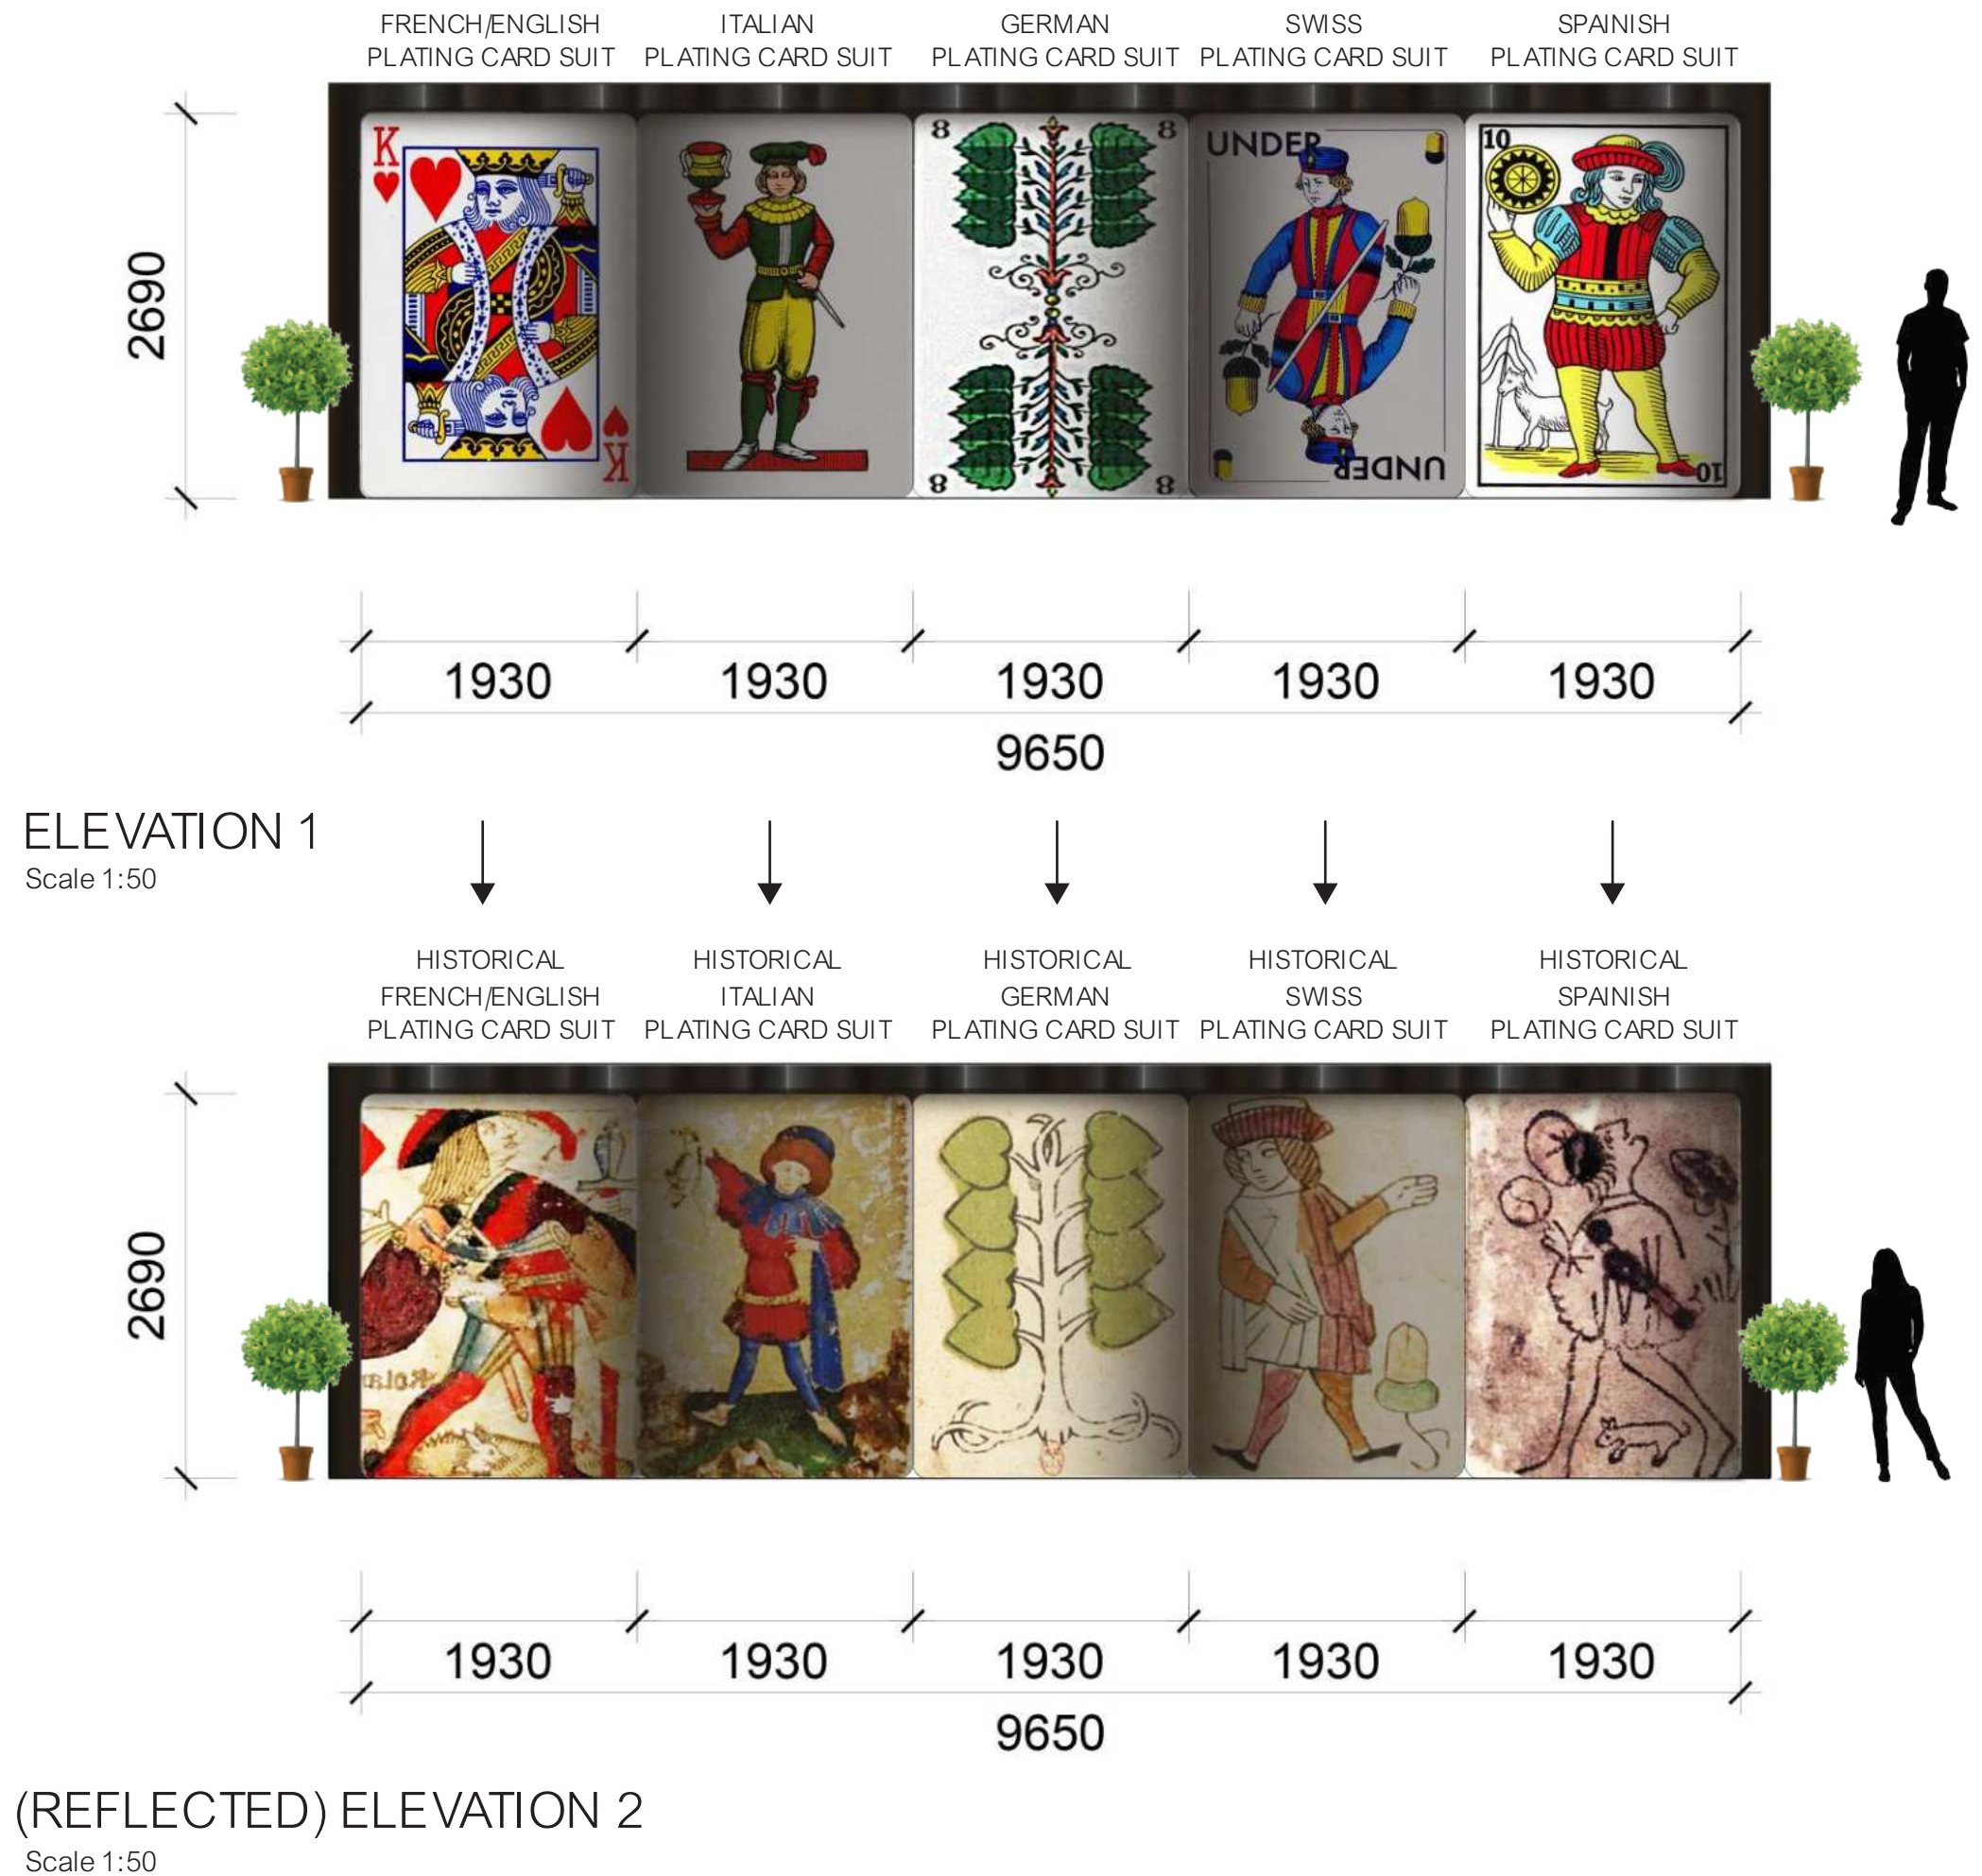 FRENCH/ENGLISH
PLATING CARD SUIT
ITALIAN
PLATING CARD SUIT
GERMAN
PLATING CARD SUIT
SWISS
PLATING CARD SUIT
SPAINISH
PLATING CARD SUIT
2690
K
K
8
8
8
8
UNDER
UNDER
10
10
1930
1930
1930
1930
1930
9650
ELEVATION 1
Scale 1:50
HISTORICAL
FRENCH/ENGLISH
PLATING CARD SUIT
HISTORICAL
ITALIAN
PLATING CARD SUIT
HISTORICAL
GERMAN
PLATING CARD SUIT
HISTORICAL
SWISS
PLATING CARD SUIT
HISTORICAL
SPAINISH
PLATING CARD SUIT
2690
1930
1930
1930
1930
1930
9650
(REFLECTED) ELEVATION 2
Scale 1:50